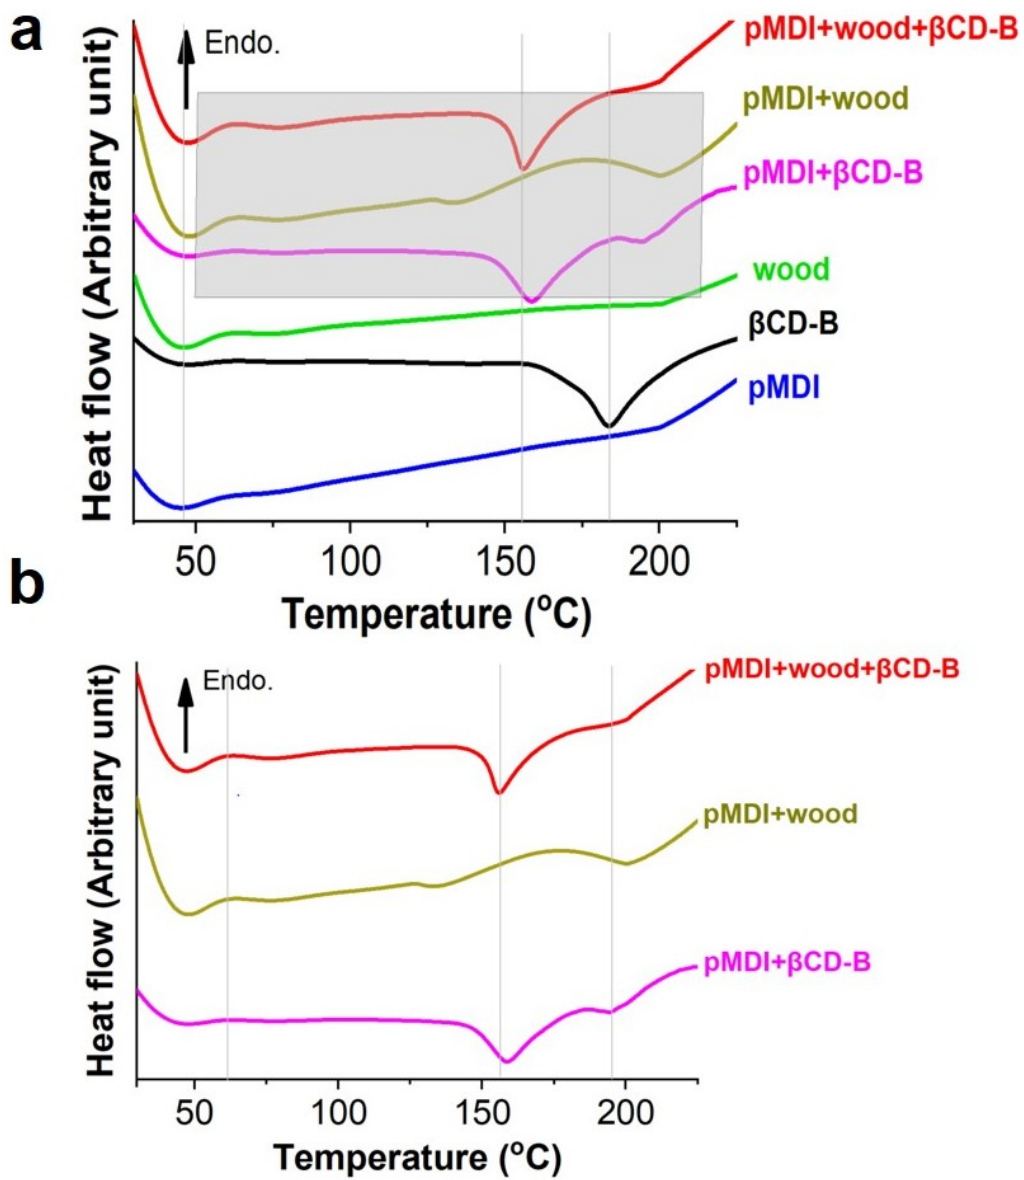 a
Heat flow (Arbitrary unit)
Endo.
pMDI+wood+βCD-B
pMDI+wood
pMDI+βCD-B
wood
βCD-B
pMDI
50 100 150 200
Temperature (°C)
b
Heat flow (Arbitrary unit)
Endo.
pMDI+wood+βCD-B
pMDI+wood
pMDI+βCD-B
50 100 150 200
Temperature (°C)